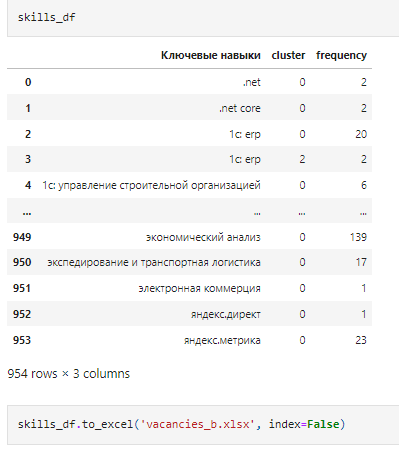 skills_df
Ключевые навыки cluster frequency
0 .net 0 2
1 .net core 0 2
2 1c: erp 0 20
3 1c: erp 2 2
4 1с: управление строительной организацией 0 6
... ... ... ...
949 экономический анализ 0 139
950 экспедирование и транспортная логистика 0 17
951 электронная коммерция 0 1
952 яндекс.директ 0 1
953 яндекс.метрика 0 23
954 rows × 3 columns
skills_df.to_excel('vacancies_b.xlsx', index=False)